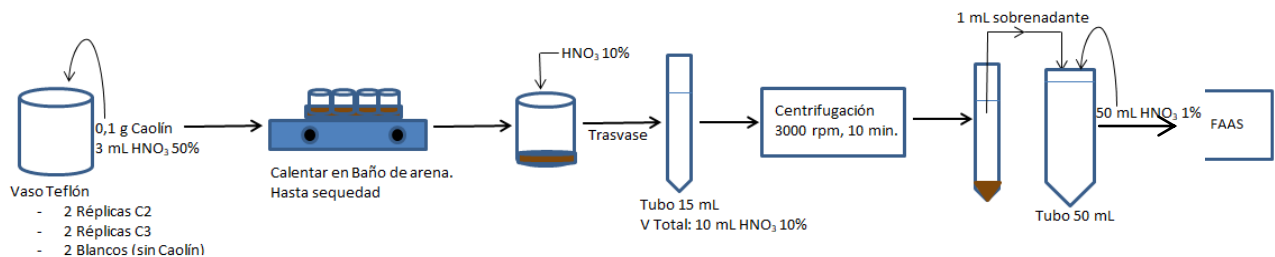 0,1 g Caolín
3 mL HNO₃ 50%
Vaso Teflón
- 2 Réplicas C2
- 2 Réplicas C3
- 2 Blancos (sin Caolín)
Calentar en Baño de arena.
Hasta sequedad
HNO₃ 10%
Trasvase
Tubo 15 mL
V Total: 10 mL HNO₃ 10%
Centrifugación
3000 rpm, 10 min.
1 mL sobrenadante
50 mL HNO₃ 1%
Tubo 50 mL
FAAS